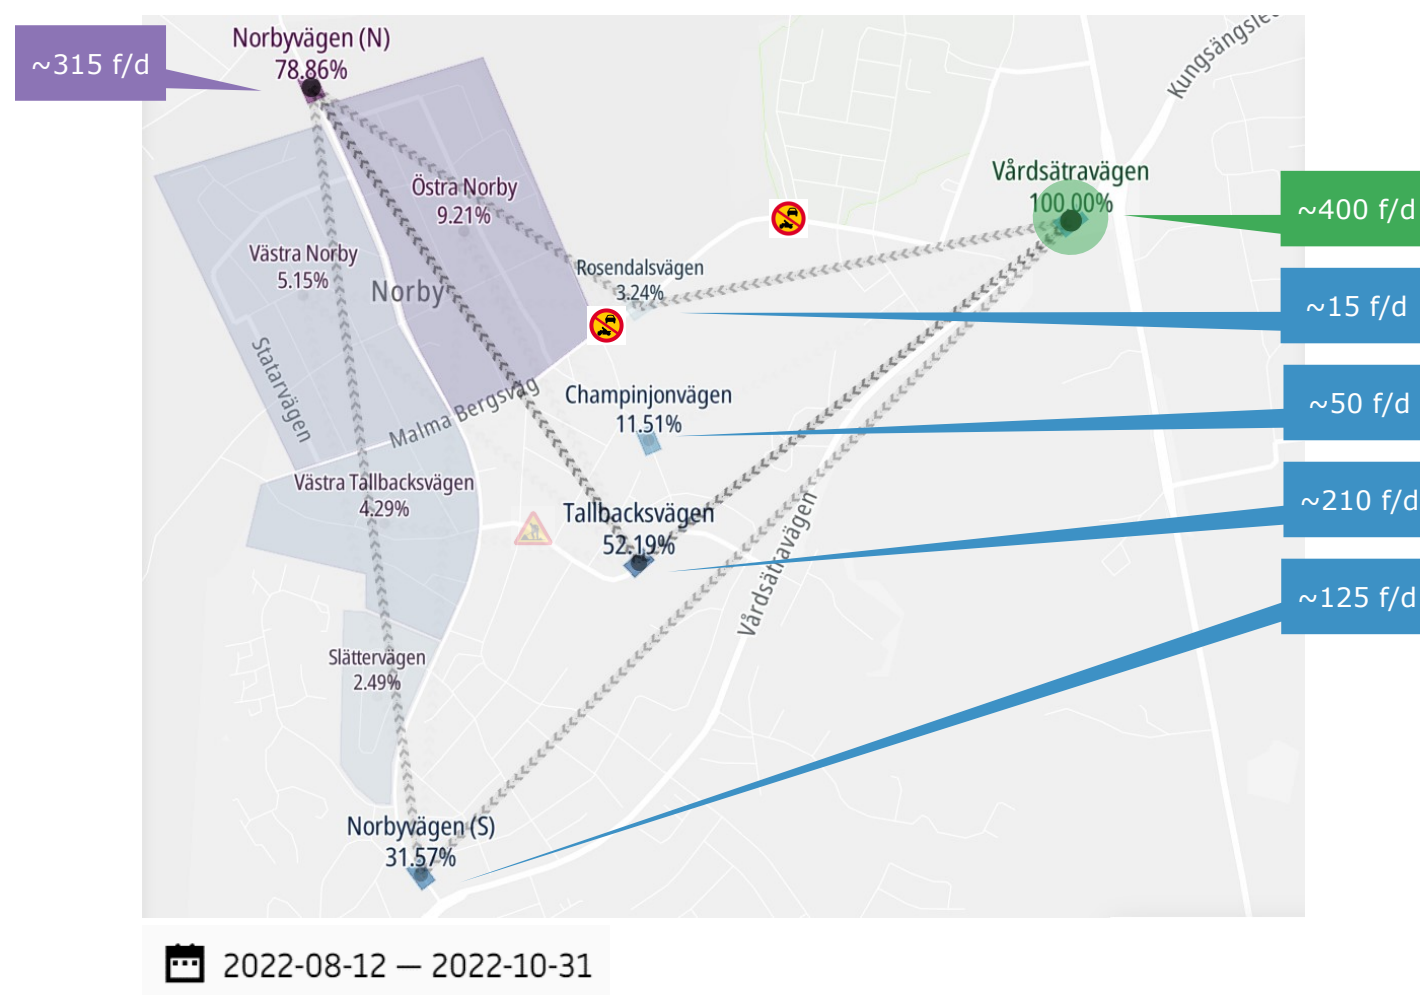 Norbyvägen (N)
78.86%
~315 f/d
Kungsängsle
Vårdsätravägen
100.00%
~400 f/d
Östra Norby
9.21%
Västra Norby
5.15%
Norby
Rosendalsvägen
3.24%
~15 f/d
Statarvägen
Malma Bergsväg
Champinjonvägen
11.51%
~50 f/d
Västra Tallbacksvägen
4.29%
Tallbacksvägen
52.19%
~210 f/d
Vårdsätravägen
~125 f/d
Slättervägen
2.49%
Norbyvägen (S)
31.57%
2022-08-12 — 2022-10-31